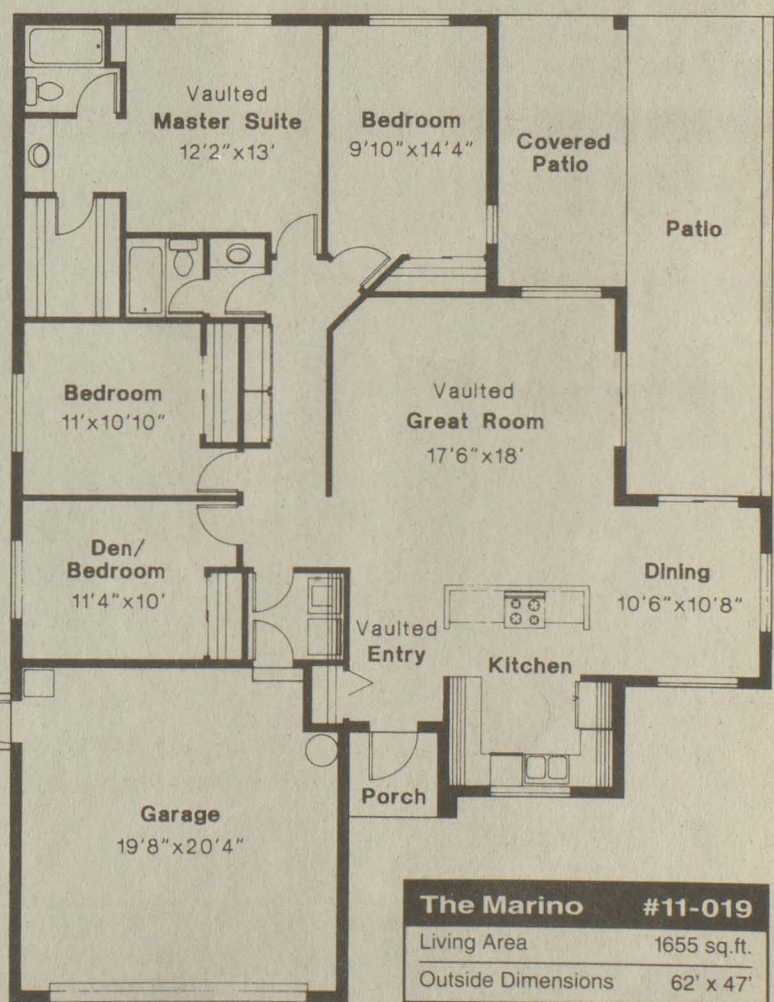 Vaulted
Master Suite
12'2"x13'
Bedroom
9'10"x14'4"
Covered
Patio
Patio
Bedroom
11'x10'10"
Vaulted
Great Room
17'6"x18'
Den/
Bedroom
11'4"x10'
Dining
10'6"x10'8"
Vaulted
Entry
Kitchen
Porch
Garage
19'8"x20'4"
The Marino #11-019
Living Area 1655 sq.ft.
Outside Dimensions 62' x 47'